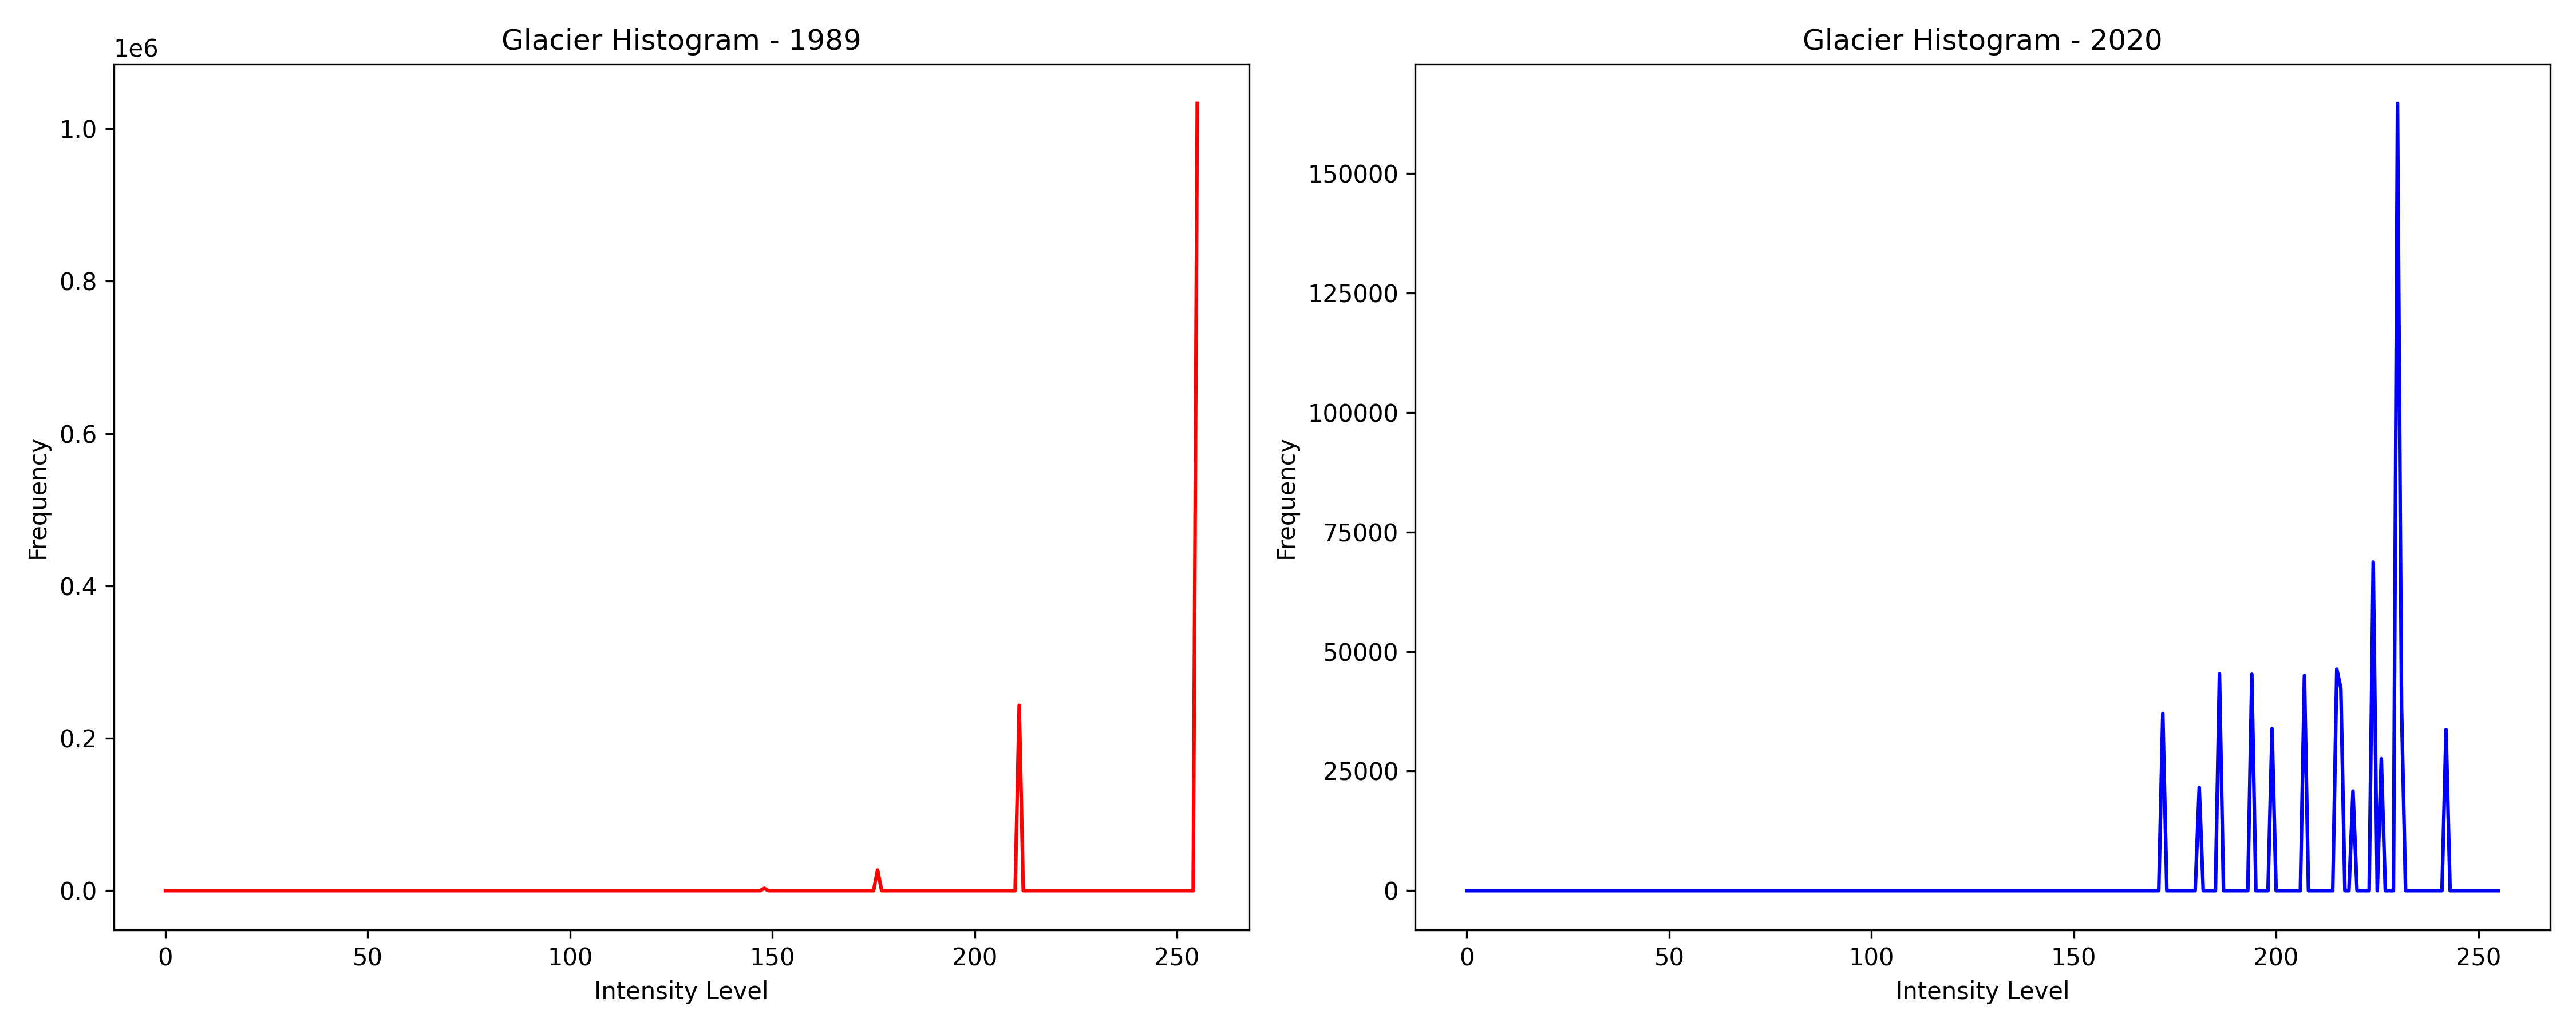 Glacier Histogram - 1989
1e6
1.0
0.8
0.6
0.4
0.2
0.0
Frequency
0 50 100 150 200 250
Intensity Level
Glacier Histogram - 2020
150000
125000
100000
75000
50000
25000
0
Frequency
0 50 100 150 200 250
Intensity Level